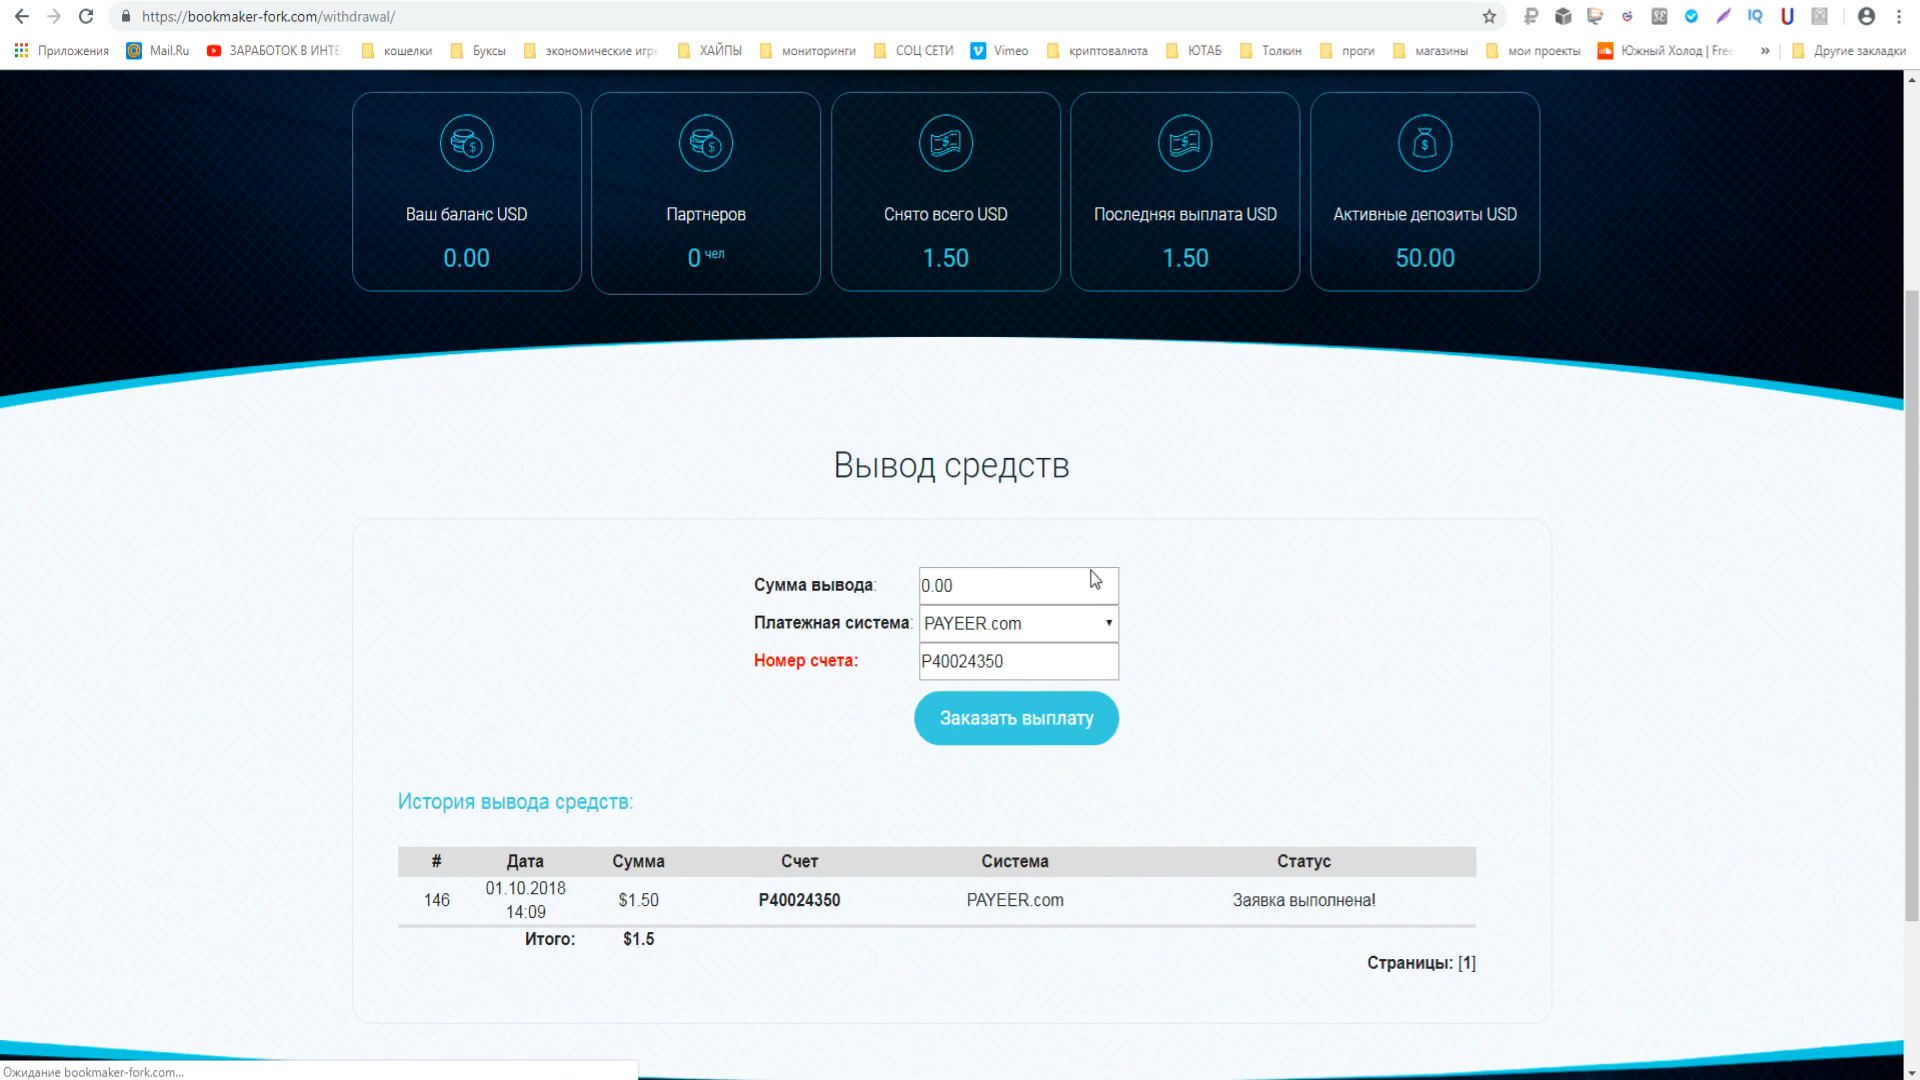 https://bookmaker-fork.com/withdrawal/
Приложения Mail.Ru ЗАРАБОТОК В ИНТЕ кошелки Буксы экономические игры ХАЙПЫ мониторинги СОЦ СЕТИ Vimeo криптовалюта ЮТАБ Толкин проги магазины мои проекты Южный Холод | Free » Другие закладки
Ваш баланс USD Партнеров Снято всего USD Последняя выплата USD Активные депозиты USD
0.00 0 чел 1.50 1.50 50.00
Вывод средств
Сумма вывода: 0.00
Платежная система: PAYEER.com
Номер счета: P40024350
Заказать выплату
История вывода средств:
# Дата Сумма Счет Система Статус
146 01.10.2018 14:09 $1.50 P40024350 PAYEER.com Заявка выполнена!
Итого: $1.5
Страницы: [1]
Ожидание bookmaker-fork.com...